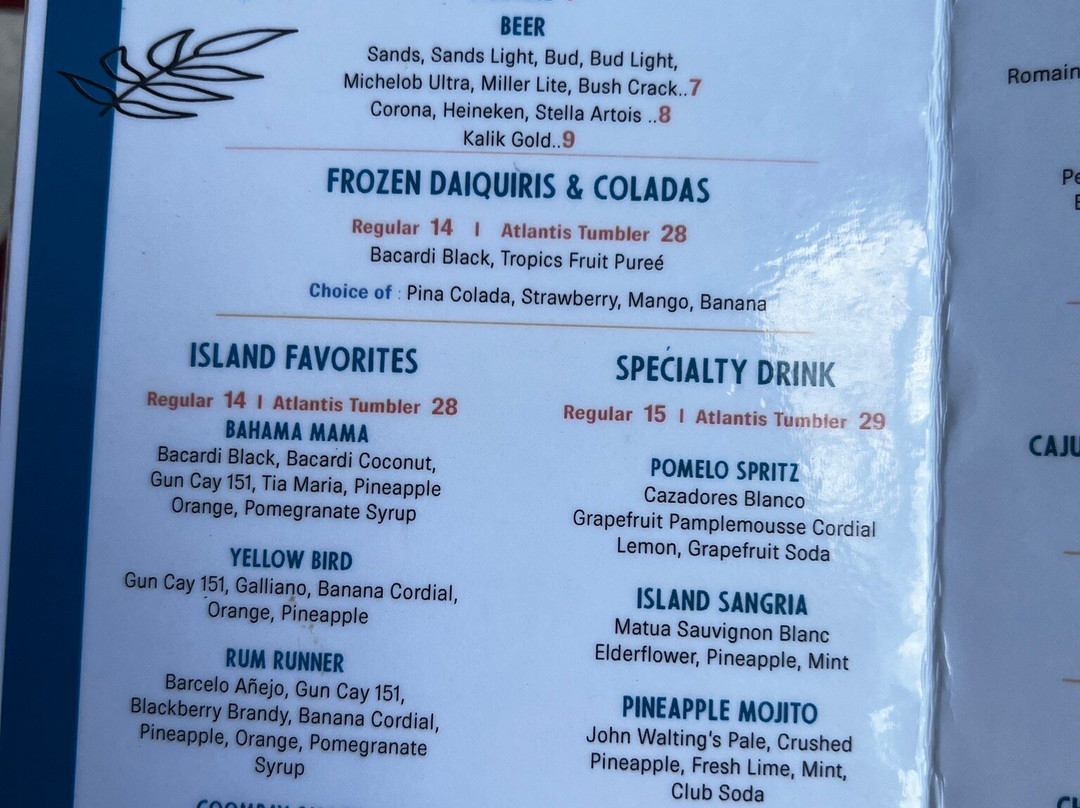 BEER
Sands, Sands Light, Bud, Bud Light,
Michelob Ultra, Miller Lite, Bush Crack..7
Corona, Heineken, Stella Artois ..8
Kalik Gold..9
FROZEN DAIQUIRIS & COLADAS
Regular 14 | Atlantis Tumbler 28
Bacardi Black, Tropics Fruit Pureé
Choice of : Pina Colada, Strawberry, Mango, Banana
ISLAND FAVORITES
Regular 14 | Atlantis Tumbler 28
BAHAMA MAMA
Bacardi Black, Bacardi Coconut,
Gun Cay 151, Tia Maria, Pineapple
Orange, Pomegranate Syrup
YELLOW BIRD
Gun Cay 151, Galliano, Banana Cordial,
Orange, Pineapple
RUM RUNNER
Barcelo Añejo, Gun Cay 151,
Blackberry Brandy, Banana Cordial,
Pineapple, Orange, Pomegranate
Syrup
SPECIALTY DRINK
Regular 15 | Atlantis Tumbler 29
POMELO SPRITZ
Cazadores Blanco
Grapefruit Pamplemousse Cordial
Lemon, Grapefruit Soda
ISLAND SANGRIA
Matua Sauvignon Blanc
Elderflower, Pineapple, Mint
PINEAPPLE MOJITO
John Walting's Pale, Crushed
Pineapple, Fresh Lime, Mint,
Club Soda
Romain
Pe
CAJU